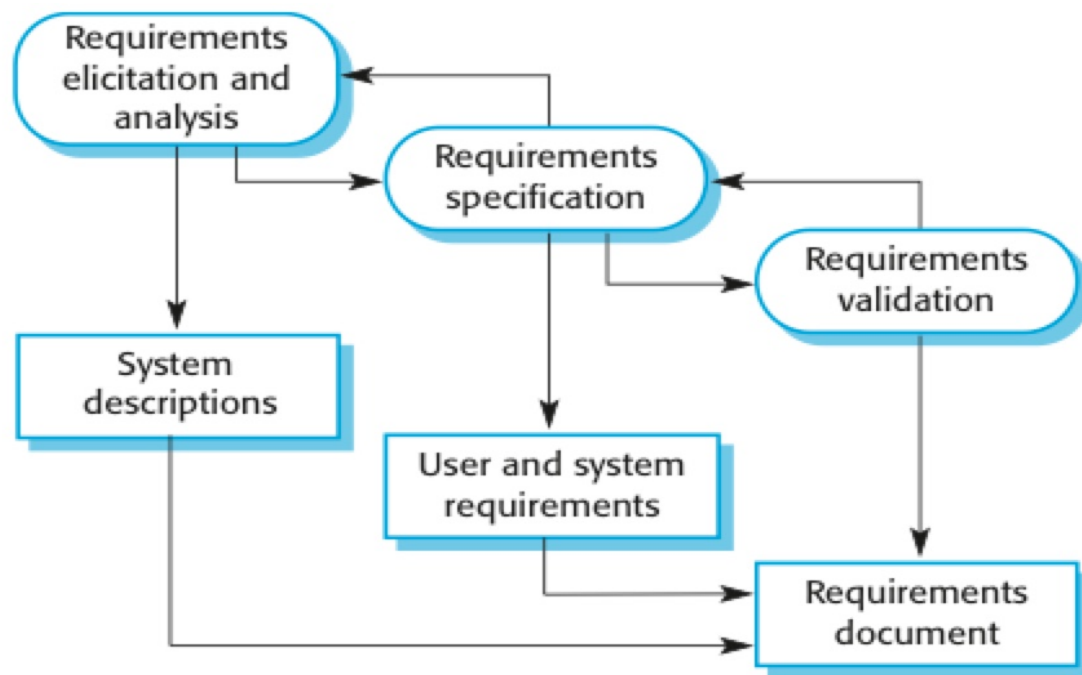 Requirements
elicitation and
analysis
Requirements
specification
Requirements
validation
System
descriptions
User and system
requirements
Requirements
document